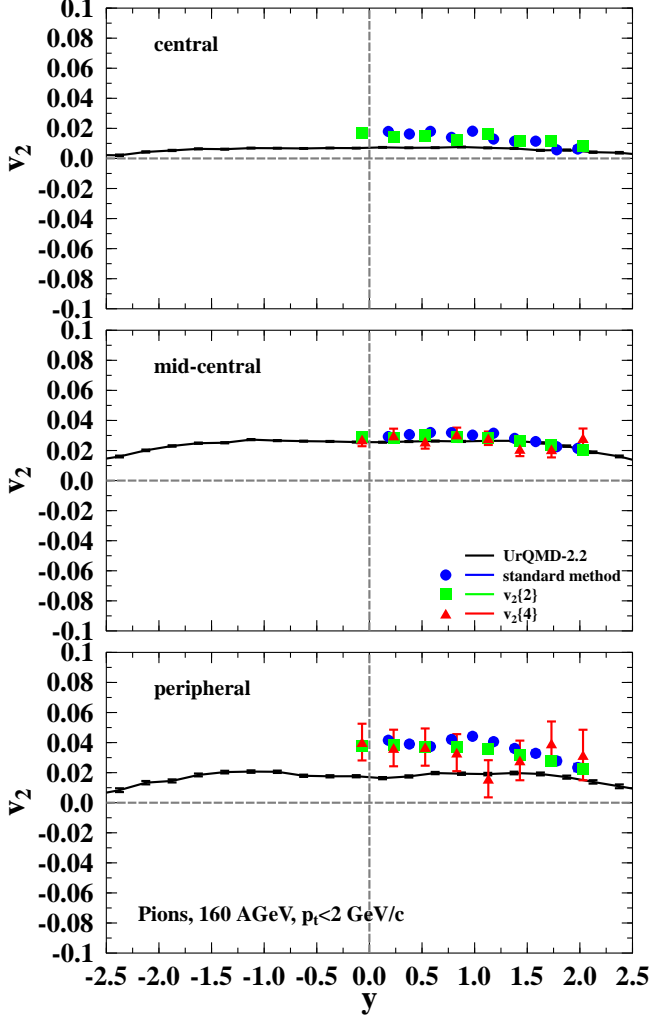 0.1
0.08
0.06
0.04
0.02
0.0
-0.02
-0.04
-0.06
-0.08
-0.1
v2
central
0.1
0.08
0.06
0.04
0.02
0.0
-0.02
-0.04
-0.06
-0.08
-0.1
v2
mid-central
UrQMD-2.2
standard method
v2{2}
v2{4}
0.1
0.08
0.06
0.04
0.02
0.0
-0.02
-0.04
-0.06
-0.08
-0.1
v2
peripheral
Pions, 160 AGeV, pt<2 GeV/c
-2.5 -2.0 -1.5 -1.0 -0.5 0.0 0.5 1.0 1.5 2.0 2.5
y